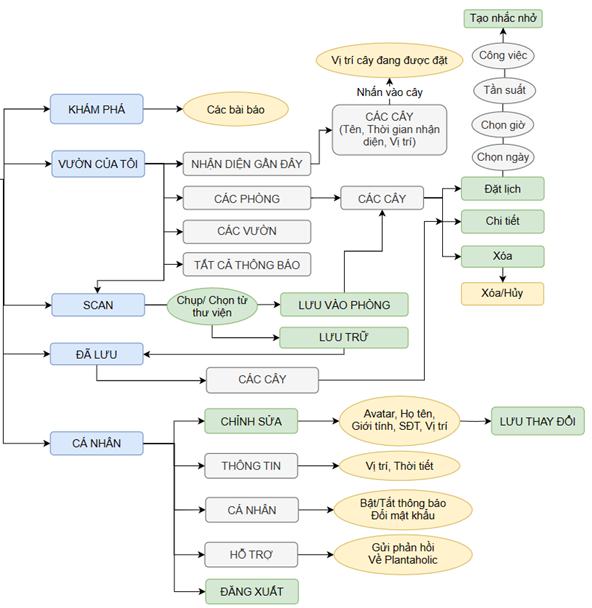 Tạo nhắc nhở
Công việc
Tần suất
Chọn giờ
Chọn ngày
Vị trí cây đang được đặt
Nhấn vào cây
KHÁM PHÁ
Các bài báo
CÁC CÂY
(Tên, Thời gian nhận
diện, Vị trí)
VƯỜN CỦA TÔI
NHẬN DIỆN GẦN ĐÂY
CÁC PHÒNG
CÁC CÂY
Đặt lịch
CÁC VƯỜN
Chi tiết
TẤT CẢ THÔNG BÁO
Xóa
Xóa/Hủy
SCAN
Chụp/ Chọn từ
thư viện
LƯU VÀO PHÒNG
LƯU TRỮ
ĐÃ LƯU
CÁC CÂY
CÁ NHÂN
CHỈNH SỬA
Avatar, Họ tên,
Giới tính, SĐT, Vị trí
LƯU THAY ĐỔI
THÔNG TIN
Vị trí, Thời tiết
CÁ NHÂN
Bật/Tắt thông báo
Đổi mật khẩu
HỖ TRỢ
Gửi phản hồi
Về Plantaholic
ĐĂNG XUẤT